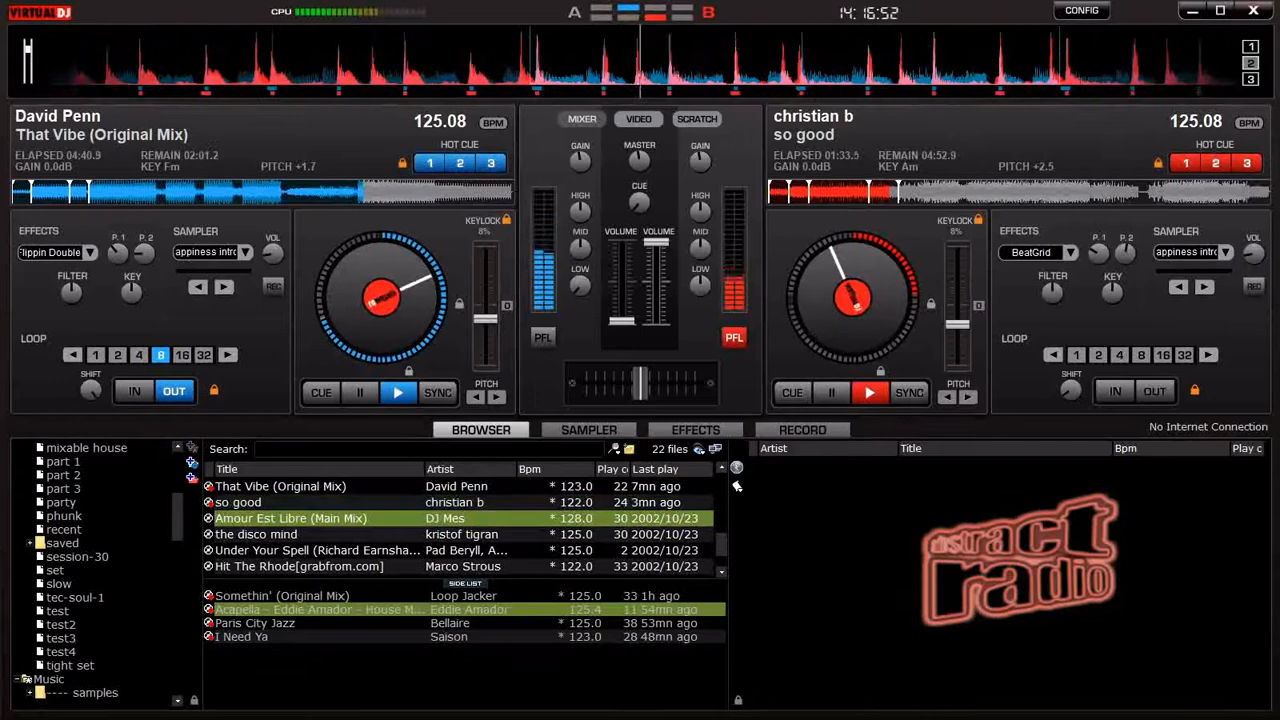 VIRTUAL DJ
CPU
A B
14:16:52
CONFIG
1
2
3
David Penn
That Vibe (Original Mix)
125.08 BPM
ELAPSED 04:40.9 REMAIN 02:01.2
GAIN 0.0dB KEY Fm PITCH +1.7
HOT CUE
1 2 3
MIXER VIDEO SCRATCH
GAIN MASTER GAIN
HIGH CUE HIGH
MID VOLUME VOLUME MID
LOW LOW
PFL PFL
christian b
so good
125.08 BPM
ELAPSED 01:33.5 REMAIN 04:52.9
GAIN 0.0dB KEY Am PITCH +2.5
HOT CUE
1 2 3
EFFECTS SAMPLER
flippin Double P.1 P.2 appiness intro VOL
FILTER KEY REC
LOOP
1 2 4 8 16 32
SHIFT IN OUT
KEYLOCK
8%
CUE SYNC PITCH
EFFECTS SAMPLER
BeatGrid P.1 P.2 appiness intro VOL
FILTER KEY REC
LOOP
1 2 4 8 16 32
SHIFT IN OUT
KEYLOCK
8%
CUE SYNC PITCH
BROWSER SAMPLER EFFECTS RECORD
No Internet Connection
mixable house
part 1
part 2
part 3
party
phunk
recent
saved
session-30
set
slow
tec-soul-1
test
test2
test3
test4
tight set
Music
---- samples
Search: 22 files
Title Artist Bpm Play c Last play
That Vibe (Original Mix) David Penn * 123.0 22 7mn ago
so good christian b * 122.0 24 3mn ago
Amour Est Libre (Main Mix) DJ Mes * 128.0 30 2002/10/23
the disco mind kristof tigran * 125.0 30 2002/10/23
Under Your Spell (Richard Earnsha... Pad Beryll, A... * 125.0 2 2002/10/23
Hit The Rhode[grabfrom.com] Marco Strous * 122.0 33 2002/10/23
SIDE LIST
Somethin' (Original Mix) Loop Jacker * 125.0 33 1h ago
Acapella - Eddie Amador - House M... Eddie Amador 125.4 11 54mn ago
Paris City Jazz Bellaire * 125.0 38 53mn ago
I Need Ya Saison * 123.0 28 48mn ago
Artist Title Bpm Play c
distract
radio